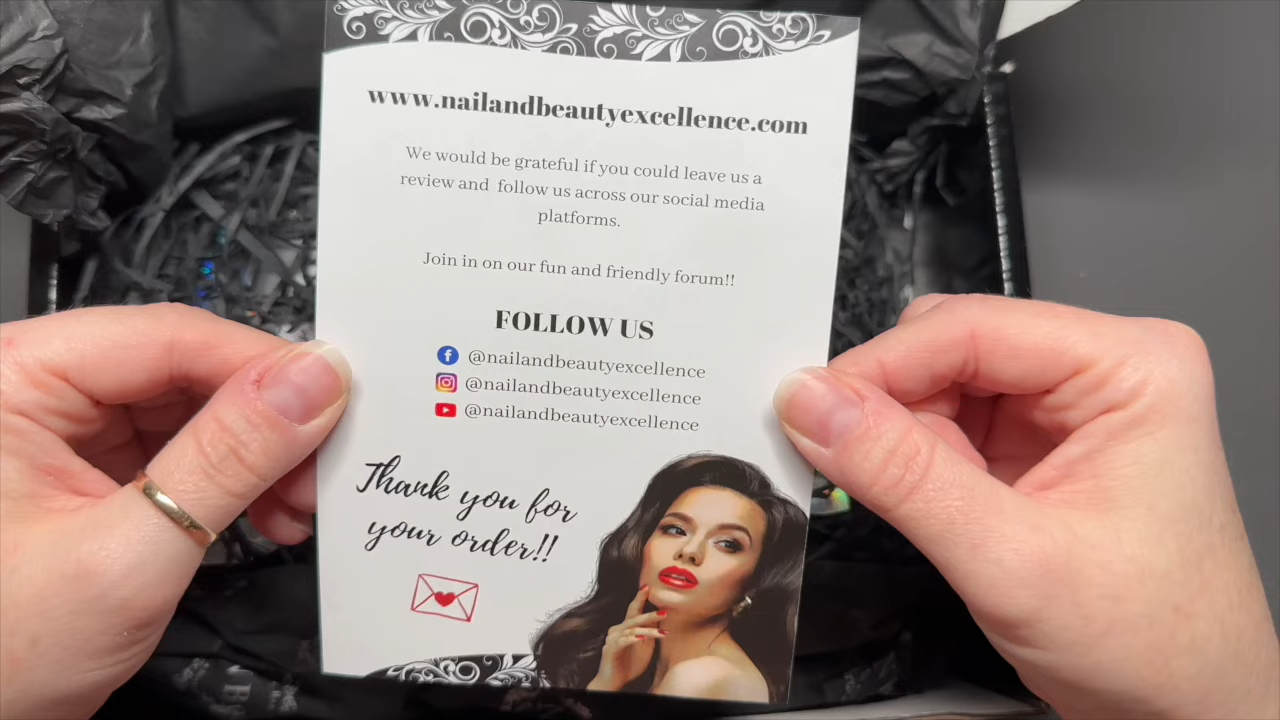 www.nailandbeautyexcellence.com
We would be grateful if you could leave us a
review and follow us across our social media
platforms.
Join in on our fun and friendly forum!!
FOLLOW US
@nailandbeautyexcellence
@nailandbeautyexcellence
@nailandbeautyexcellence
Thank you for
your order!!